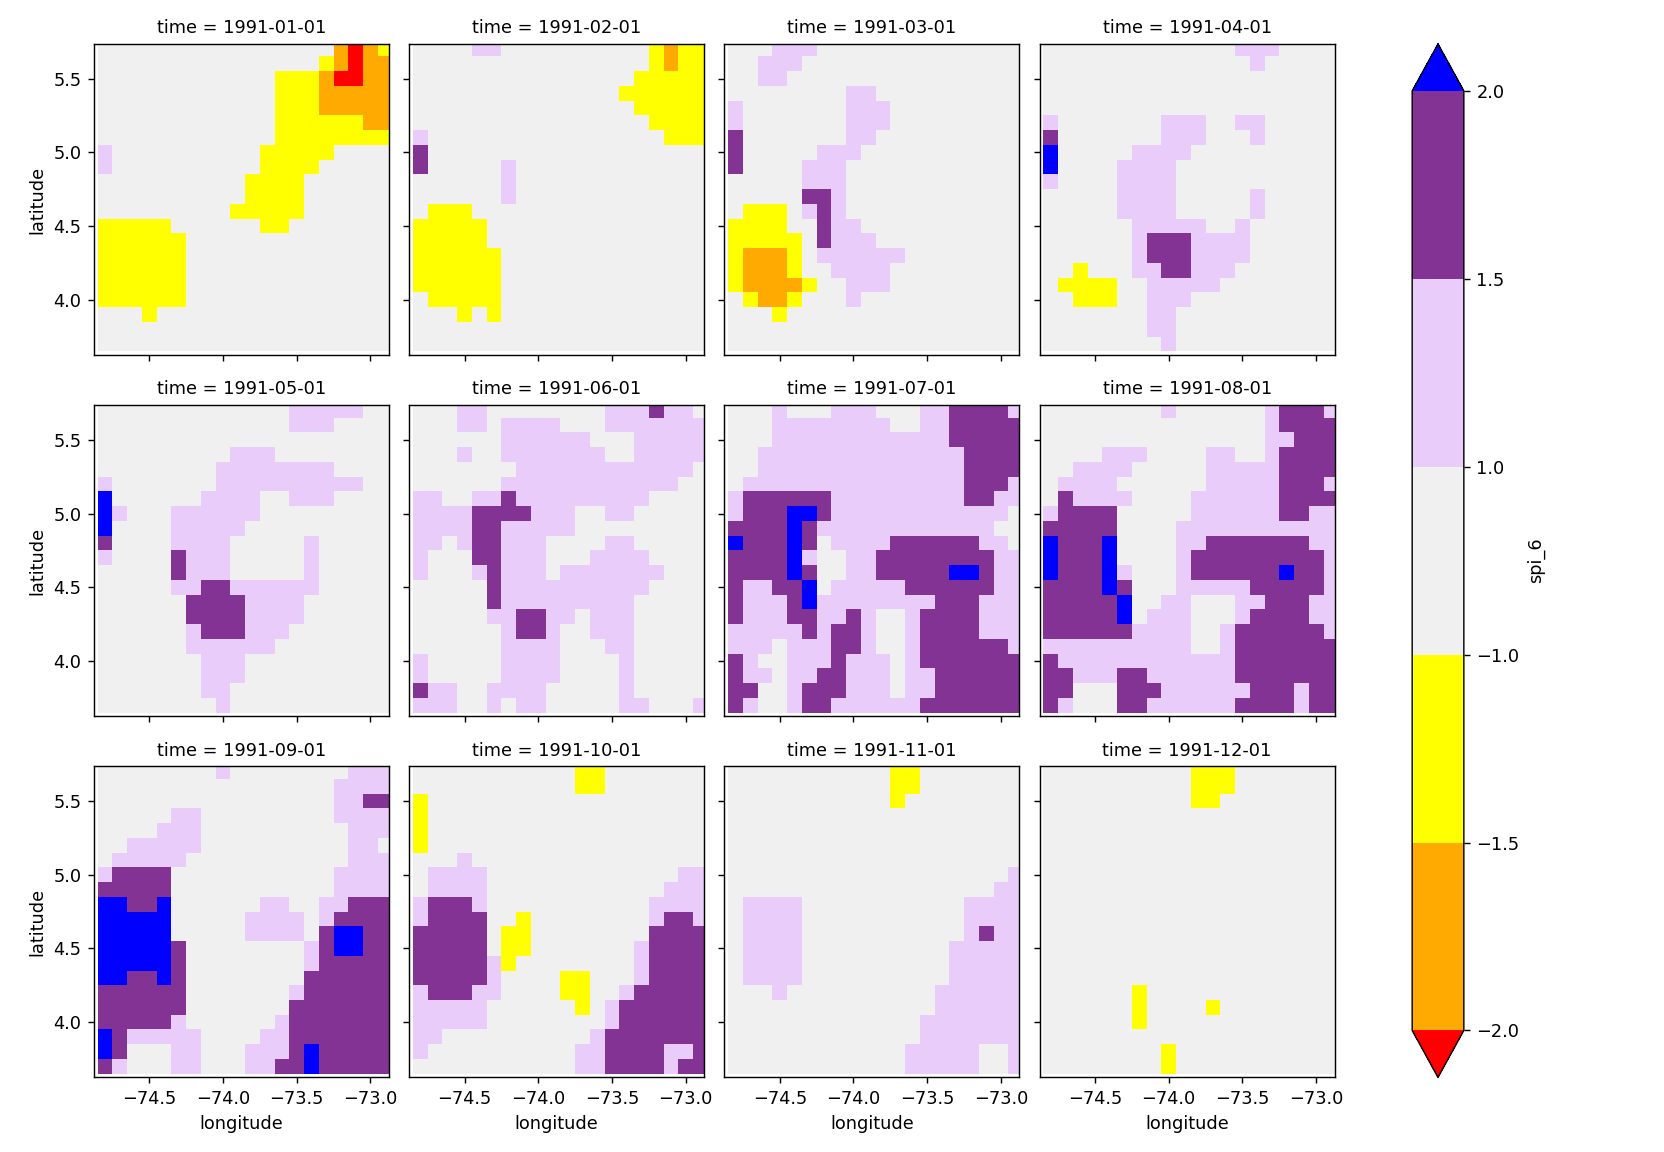 time = 1991-01-01
time = 1991-02-01
time = 1991-03-01
time = 1991-04-01
5.5
5.0
4.5
4.0
latitude
time = 1991-05-01
time = 1991-06-01
time = 1991-07-01
time = 1991-08-01
5.5
5.0
4.5
4.0
latitude
time = 1991-09-01
time = 1991-10-01
time = 1991-11-01
time = 1991-12-01
5.5
5.0
4.5
4.0
latitude
−74.5 −74.0 −73.5 −73.0
longitude
−74.5 −74.0 −73.5 −73.0
longitude
−74.5 −74.0 −73.5 −73.0
longitude
−74.5 −74.0 −73.5 −73.0
longitude
2.0
1.5
1.0
−1.0
−1.5
−2.0
spi_6